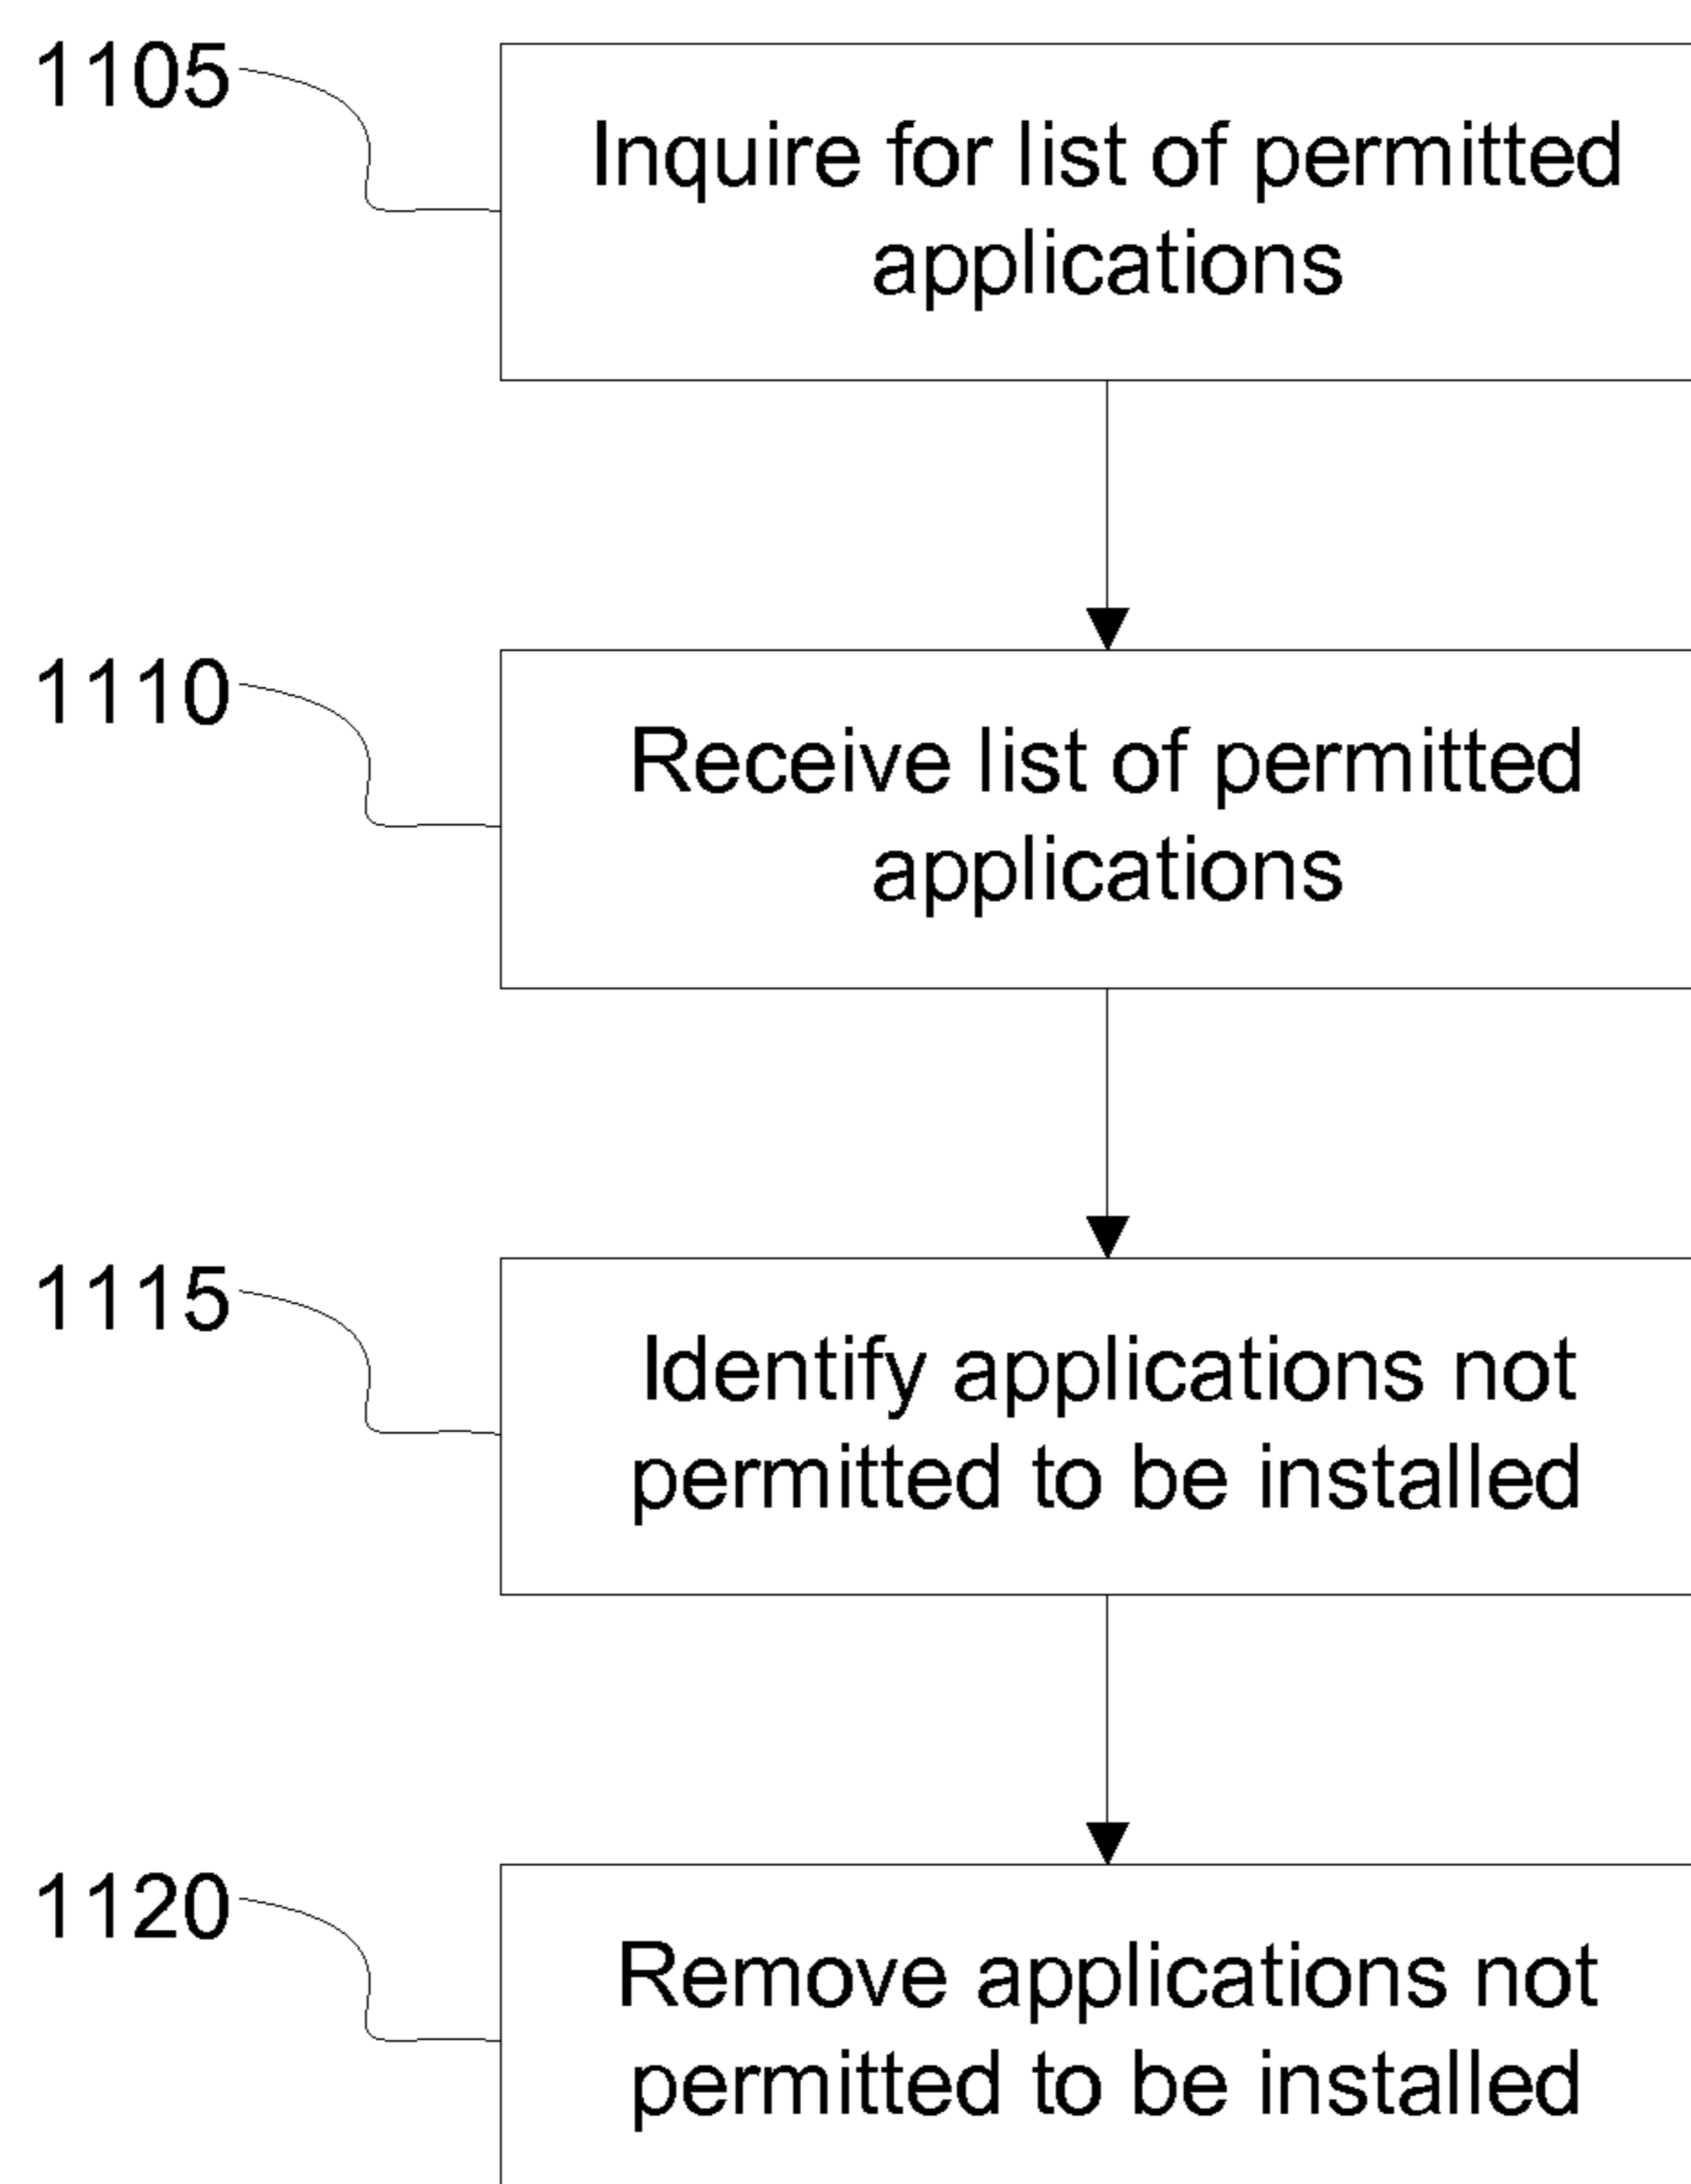 1105
Inquire for list of permitted
applications
1110
Receive list of permitted
applications
1115
Identify applications not
permitted to be installed
1120
Remove applications not
permitted to be installed